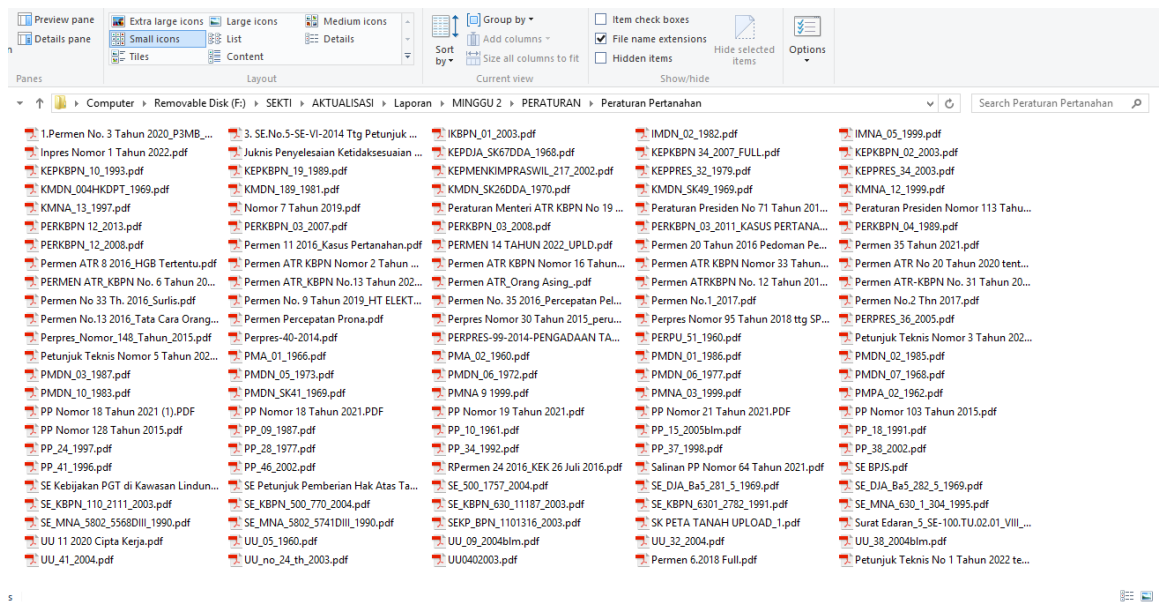 Preview pane Extra large icons Large icons Medium icons Group by Item check boxes
Details pane Small icons List Details Add columns File name extensions
Tiles Content Sort by Size all columns to fit Hidden items Hide selected items Options
Panes Layout Current view Show/hide
Computer Removable Disk (F:) SEKTI AKTUALISASI Laporan MINGGU 2 PERATURAN Peraturan Pertanahan Search Peraturan Pertanahan
1.Permen No. 3 Tahun 2020_P3MB_... 3. SE.No.5-SE-VI-2014 Ttg Petunjuk ... IKBPN_01_2003.pdf IMDN_02_1982.pdf IMNA_05_1999.pdf
Inpres Nomor 1 Tahun 2022.pdf Juknis Penyelesaian Ketidaksesuaian ... KEPDJA_SK67DDA_1968.pdf KEPKBPN 34_2007_FULL.pdf KEPKBPN_02_2003.pdf
KEPKBPN_10_1993.pdf KEPKBPN_19_1989.pdf KEPMENKIMPRASWIL_217_2002.pdf KEPPRES_32_1979.pdf KEPPRES_34_2003.pdf
KMDN_004HKDPT_1969.pdf KMDN_189_1981.pdf KMDN_SK26DDA_1970.pdf KMDN_SK49_1969.pdf KMNA_12_1999.pdf
KMNA_13_1997.pdf Nomor 7 Tahun 2019.pdf Peraturan Menteri ATR KBPN No 19 ... Peraturan Presiden No 71 Tahun 201... Peraturan Presiden Nomor 113 Tahu...
PERKBPN 12_2013.pdf PERKBPN_03_2007.pdf PERKBPN_03_2008.pdf PERKBPN_03_2011_KASUS PERTANA... PERKBPN_04_1989.pdf
PERKBPN_12_2008.pdf Permen 11 2016_Kasus Pertanahan.pdf PERMEN 14 TAHUN 2022_UPLD.pdf Permen 20 Tahun 2016 Pedoman Pe... Permen 35 Tahun 2021.pdf
Permen ATR 8 2016_HGB Tertentu.pdf Permen ATR KBPN Nomor 2 Tahun ... Permen ATR KBPN Nomor 16 Tahun... Permen ATR KBPN Nomor 33 Tahun... Permen ATR No 20 Tahun 2020 tent...
PERMEN ATR_KBPN No. 6 Tahun 20... Permen ATR_KBPN No.13 Tahun 202... Permen ATR_Orang Asing_.pdf Permen ATRKBPN No. 12 Tahun 201... Permen ATR-KBPN No. 31 Tahun 20...
Permen No 33 Th. 2016_Surlis.pdf Permen No. 9 Tahun 2019_HT ELEKT... Permen No. 35 2016_Percepatan Pel... Permen No.1_2017.pdf Permen No.2 Thn 2017.pdf
Permen No.13 2016_Tata Cara Orang... Permen Percepatan Prona.pdf Perpres Nomor 30 Tahun 2015_peru... Perpres Nomor 95 Tahun 2018 ttg SP... PERPRES_36_2005.pdf
Perpres_Nomor_148_Tahun_2015.pdf Perpres-40-2014.pdf PERPRES-99-2014-PENGADAAN TA... PERPU_51_1960.pdf Petunjuk Teknis Nomor 3 Tahun 202...
Petunjuk Teknis Nomor 5 Tahun 202... PMA_01_1966.pdf PMA_02_1960.pdf PMDN_01_1986.pdf PMDN_02_1985.pdf
PMDN_03_1987.pdf PMDN_05_1973.pdf PMDN_06_1972.pdf PMDN_06_1977.pdf PMDN_07_1968.pdf
PMDN_10_1983.pdf PMDN_SK41_1969.pdf PMNA 9 1999.pdf PMNA_03_1999.pdf PMPA_02_1962.pdf
PP Nomor 18 Tahun 2021 (1).PDF PP Nomor 18 Tahun 2021.PDF PP Nomor 19 Tahun 2021.pdf PP Nomor 21 Tahun 2021.PDF PP Nomor 103 Tahun 2015.pdf
PP Nomor 128 Tahun 2015.pdf PP_09_1987.pdf PP_10_1961.pdf PP_15_2005blm.pdf PP_18_1991.pdf
PP_24_1997.pdf PP_28_1977.pdf PP_34_1992.pdf PP_37_1998.pdf PP_38_2002.pdf
PP_41_1996.pdf PP_46_2002.pdf RPermen 24 2016_KEK 26 Juli 2016.pdf Salinan PP Nomor 64 Tahun 2021.pdf SE BPJS.pdf
SE Kebijakan PGT di Kawasan Lindun... SE Petunjuk Pemberian Hak Atas Ta... SE_500_1757_2004.pdf SE_DJA_Ba5_281_5_1969.pdf SE_DJA_Ba5_282_5_1969.pdf
SE_KBPN_110_2111_2003.pdf SE_KBPN_500_770_2004.pdf SE_KBPN_630_11187_2003.pdf SE_KBPN_6301_2782_1991.pdf SE_MNA_630_1_304_1995.pdf
SE_MNA_5802_5568DIII_1990.pdf SE_MNA_5802_5741DIII_1990.pdf SEKP_BPN_1101316_2003.pdf SK PETA TANAH UPLOAD_1.pdf Surat Edaran_5_SE-100.TU.02.01_VIII_...
UU 11 2020 Cipta Kerja.pdf UU_05_1960.pdf UU_09_2004blm.pdf UU_32_2004.pdf UU_38_2004blm.pdf
UU_41_2004.pdf UU_no_24_th_2003.pdf UU0402003.pdf Permen 6.2018 Full.pdf Petunjuk Teknis No 1 Tahun 2022 te...